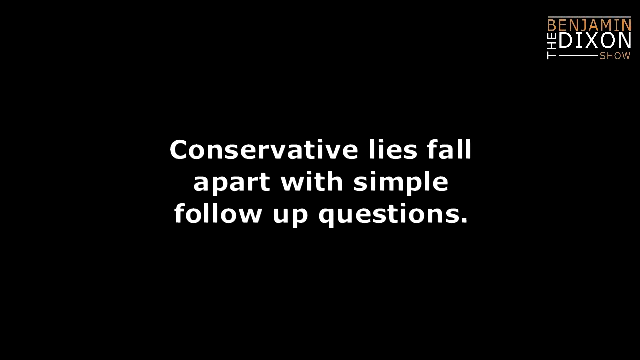 THE
BENJAMIN
DIXON
SHOW
Conservative lies fall
apart with simple
follow up questions.